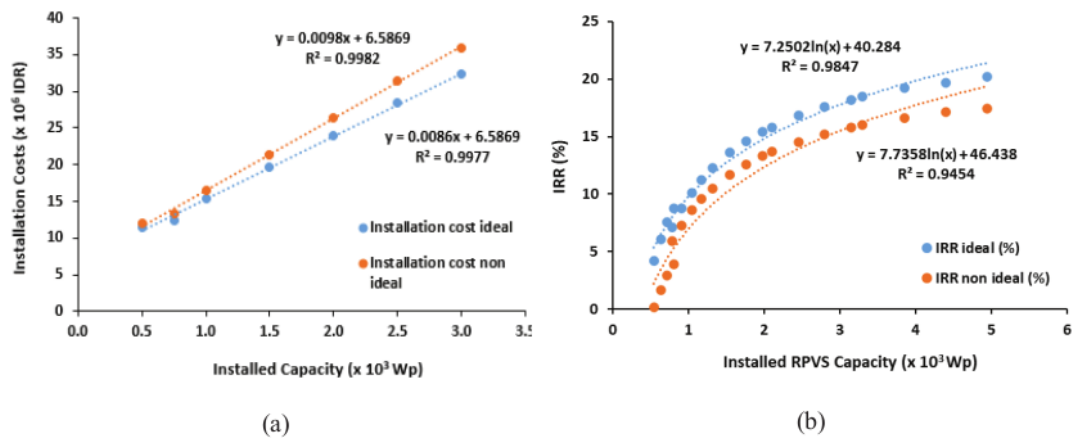 40
35
30
25
20
15
10
5
0
Installation Costs (x 10⁶ IDR)
y = 0.0098x + 6.5869
R² = 0.9982
y = 0.0086x + 6.5869
R² = 0.9977
Installation cost ideal
Installation cost non
ideal
0.0 0.5 1.0 1.5 2.0 2.5 3.0 3.5
Installed Capacity (x 10³ Wp)
(a)
25
20
15
10
5
0
IRR (%)
y = 7.2502ln(x) + 40.284
R² = 0.9847
y = 7.7358ln(x) + 46.438
R² = 0.9454
IRR ideal (%)
IRR non ideal (%)
0 1 2 3 4 5 6
Installed RPVS Capacity (x 10³ Wp)
(b)